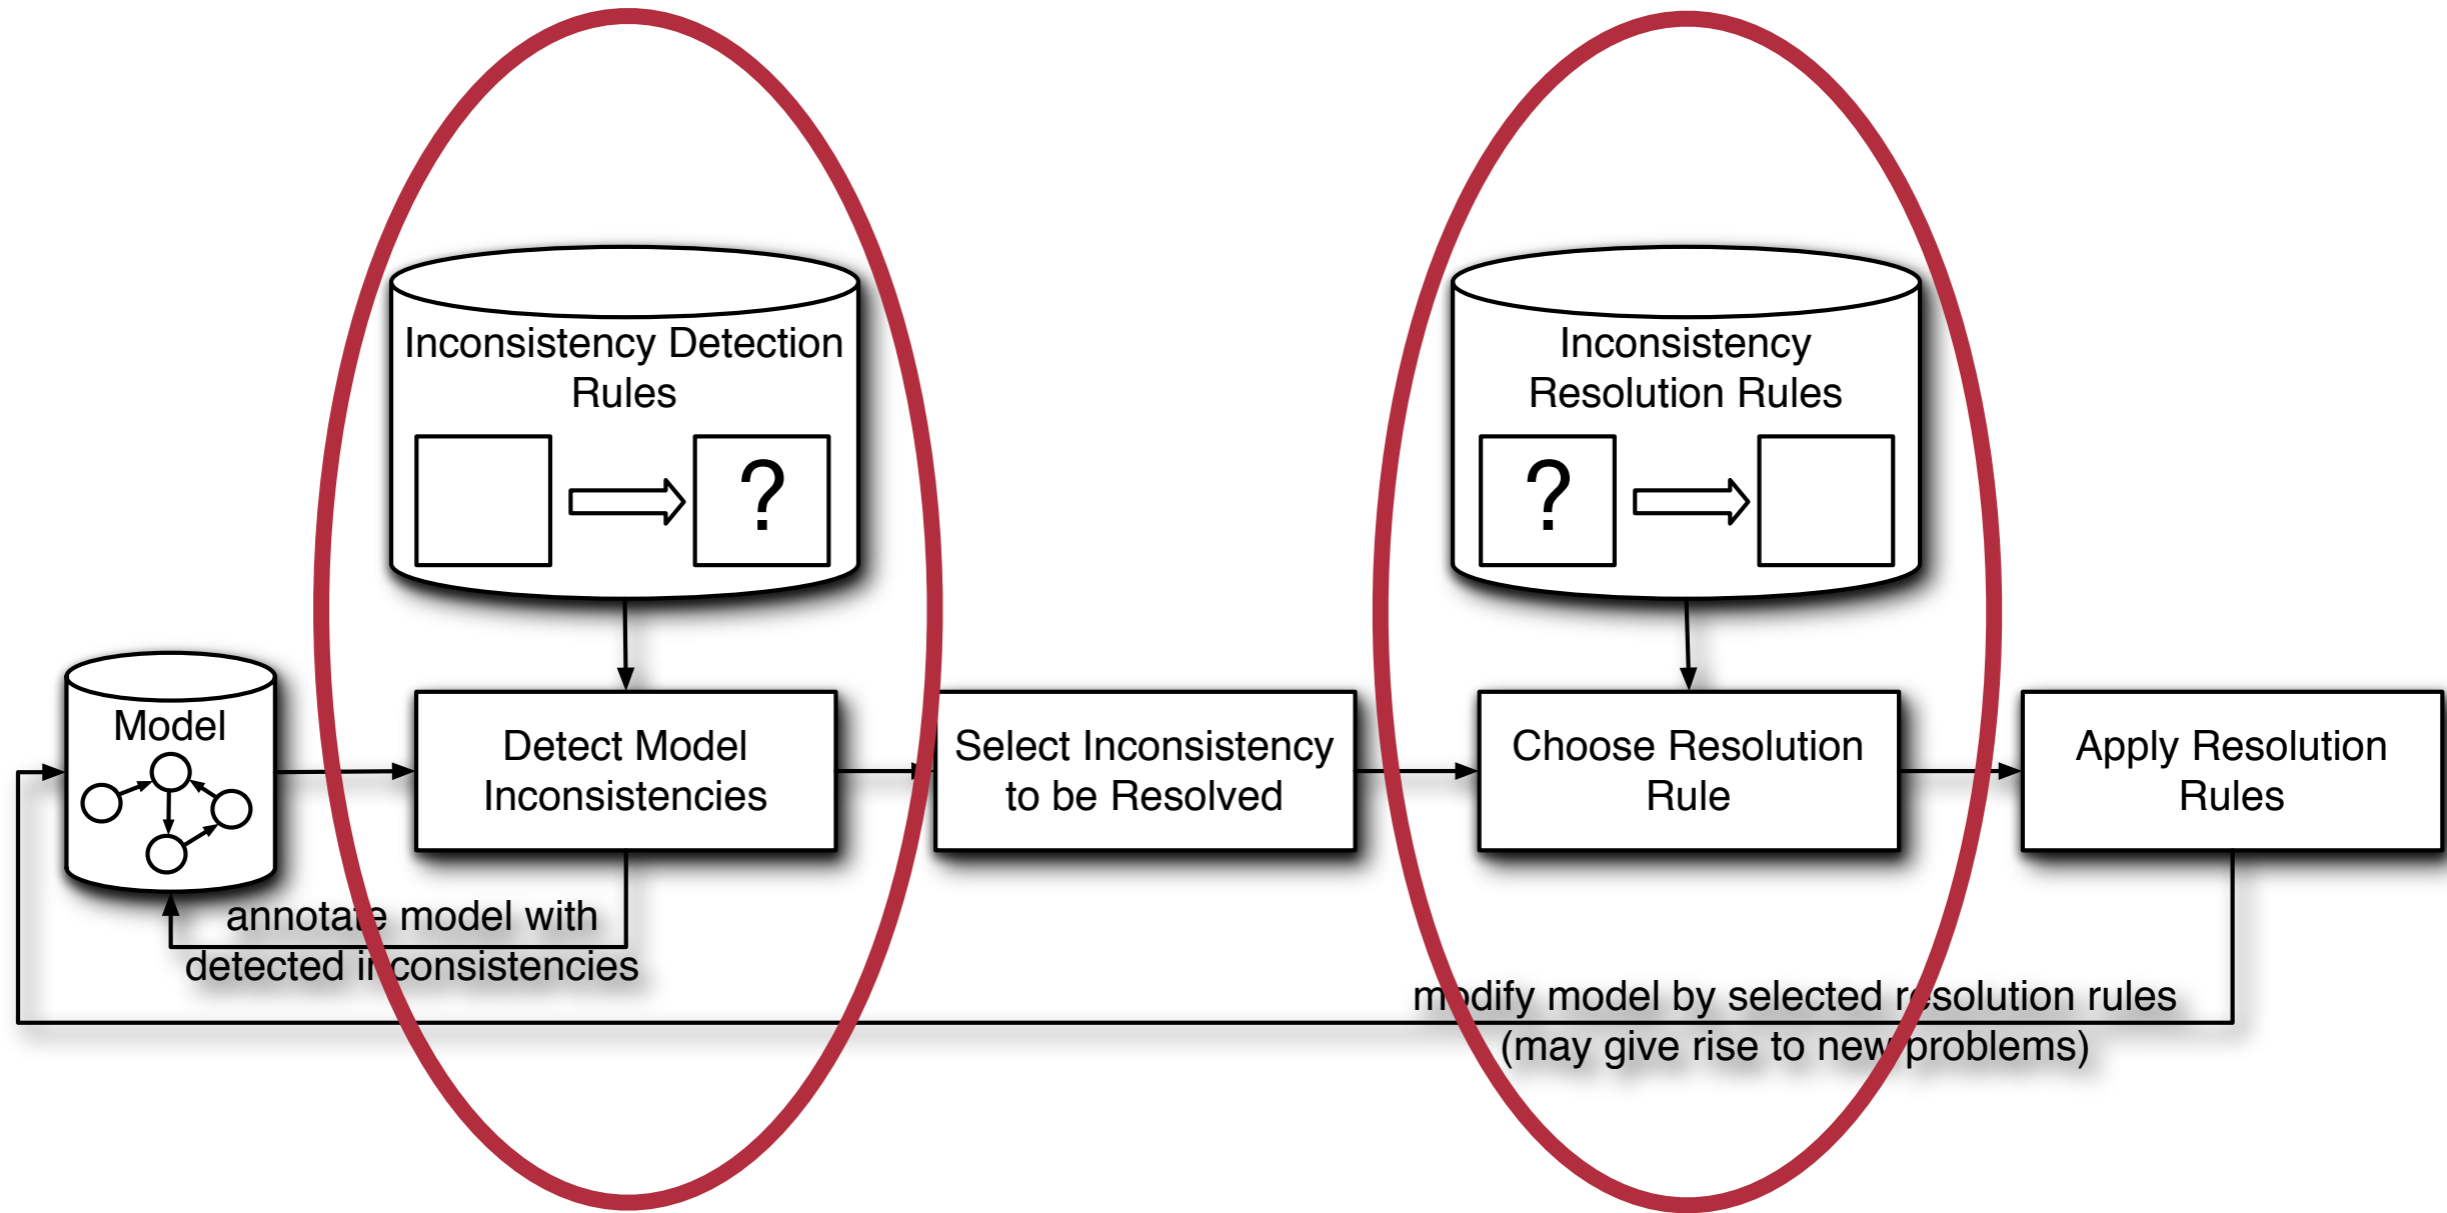 Inconsistency Detection
Rules
?
Inconsistency
Resolution Rules
?
Model
Detect Model
Inconsistencies
Select Inconsistency
to be Resolved
Choose Resolution
Rule
Apply Resolution
Rules
annotate model with
detected inconsistencies
modify model by selected resolution rules
(may give rise to new problems)